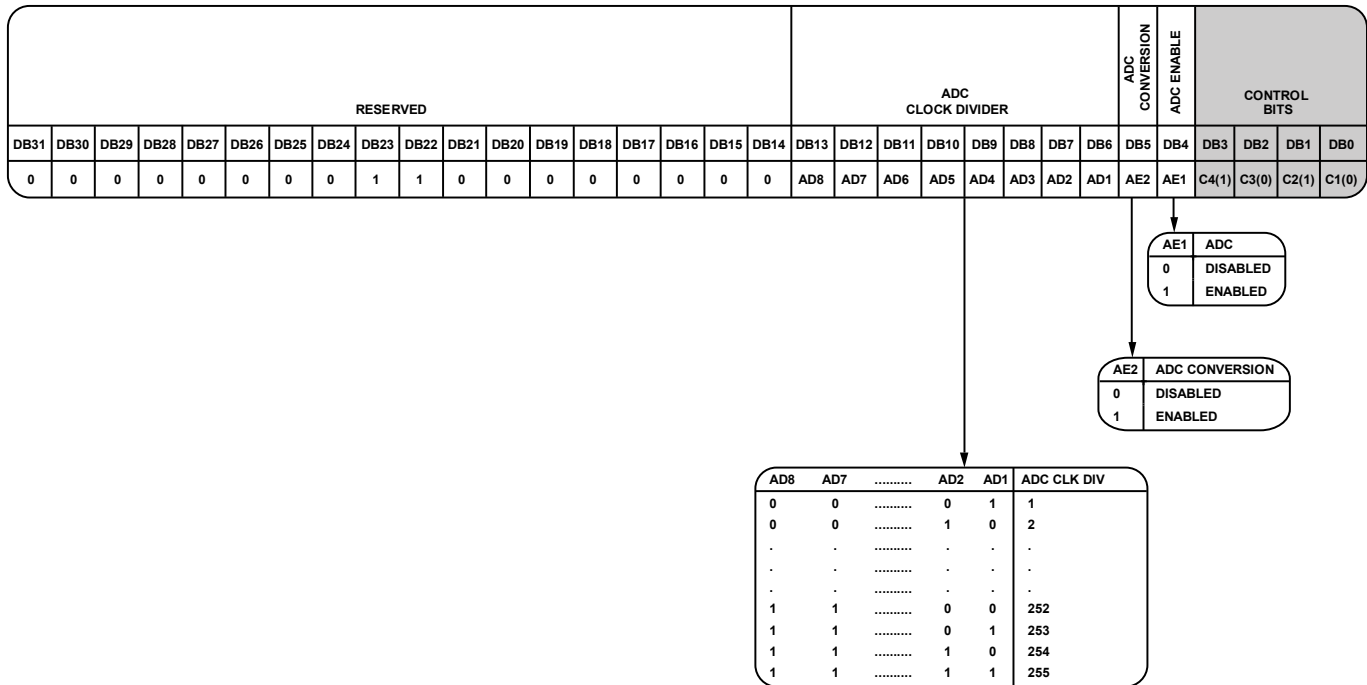 RESERVED
ADC
CLOCK DIVIDER
ADC
CONVERSION
ADC ENABLE
CONTROL
BITS
DB31 DB30 DB29 DB28 DB27 DB26 DB25 DB24 DB23 DB22 DB21 DB20 DB19 DB18 DB17 DB16 DB15 DB14 DB13 DB12 DB11 DB10 DB9 DB8 DB7 DB6 DB5 DB4 DB3 DB2 DB1 DB0
0 0 0 0 0 0 0 0 1 1 0 0 0 0 0 0 0 0 AD8 AD7 AD6 AD5 AD4 AD3 AD2 AD1 AE2 AE1 C4(1) C3(0) C2(1) C1(0)
AE1 ADC
0 DISABLED
1 ENABLED
AE2 ADC CONVERSION
0 DISABLED
1 ENABLED
AD8 AD7 .......... AD2 AD1 ADC CLK DIV
0 0 .......... 0 1 1
0 0 .......... 1 0 2
. . .......... . . .
. . .......... . . .
. . .......... . . .
1 1 .......... 0 0 252
1 1 .......... 0 1 253
1 1 .......... 1 0 254
1 1 .......... 1 1 255